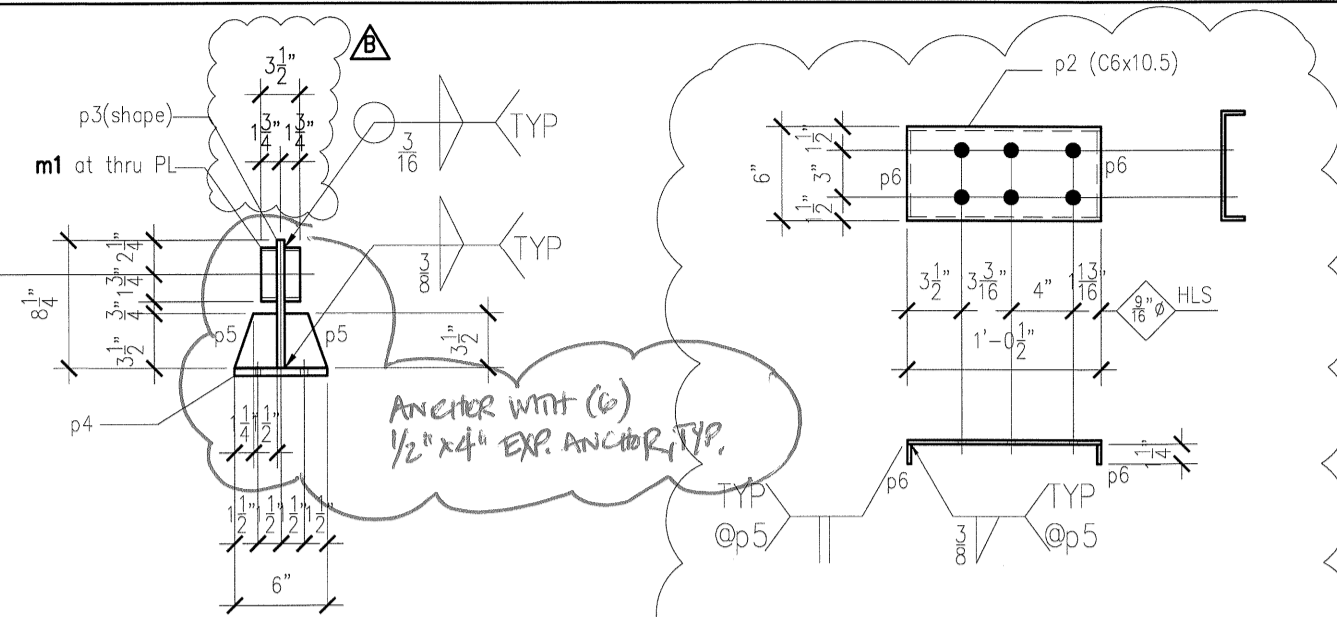 B
3 1/2"
p3(shape)
1 3/4" 1 3/4"
3/16
TYP
m1 at thru PL
3/8
TYP
2 1/4"
1 3/4"
3/4"
3 1/2"
8 1/4"
p5 p5
3 1/2"
p4
1 1/4" 1 1/2"
ANCHOR WITH (6)
1/2" x 4" EXP. ANCHOR, TYP.
1 1/2" 1 1/2" 1 1/2" 1 1/2"
6"
p2 (C6x10.5)
1 1/2"
6" 3"
1 1/2"
p6 p6
3 1/2" 3 3/16" 4" 1 13/16"
9/16" Ø HLS
1'-0 1/2"
1 1/4"
p6 p6
TYP
@p5
3/8
TYP
@p5